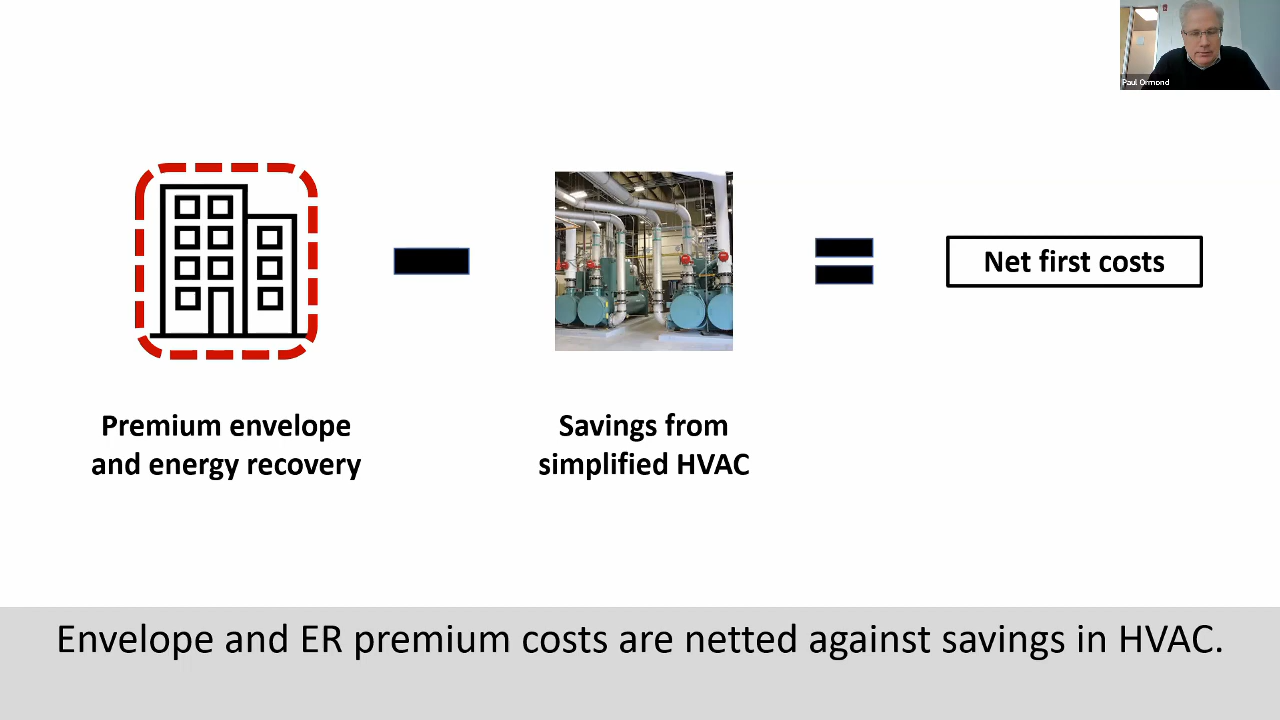 Paul Ormond
Net first costs
Premium envelope
and energy recovery
Savings from
simplified HVAC
Envelope and ER premium costs are netted against savings in HVAC.